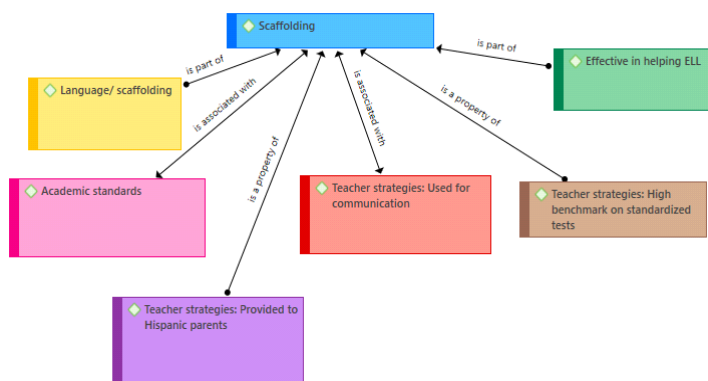 Scaffolding
is part of
Effective in helping ELL
is part of
Language/ scaffolding
is associated with
is associated with
is a property of
is a property of
Academic standards
Teacher strategies: Used for
communication
Teacher strategies: High
benchmark on standardized
tests
Teacher strategies: Provided to
Hispanic parents